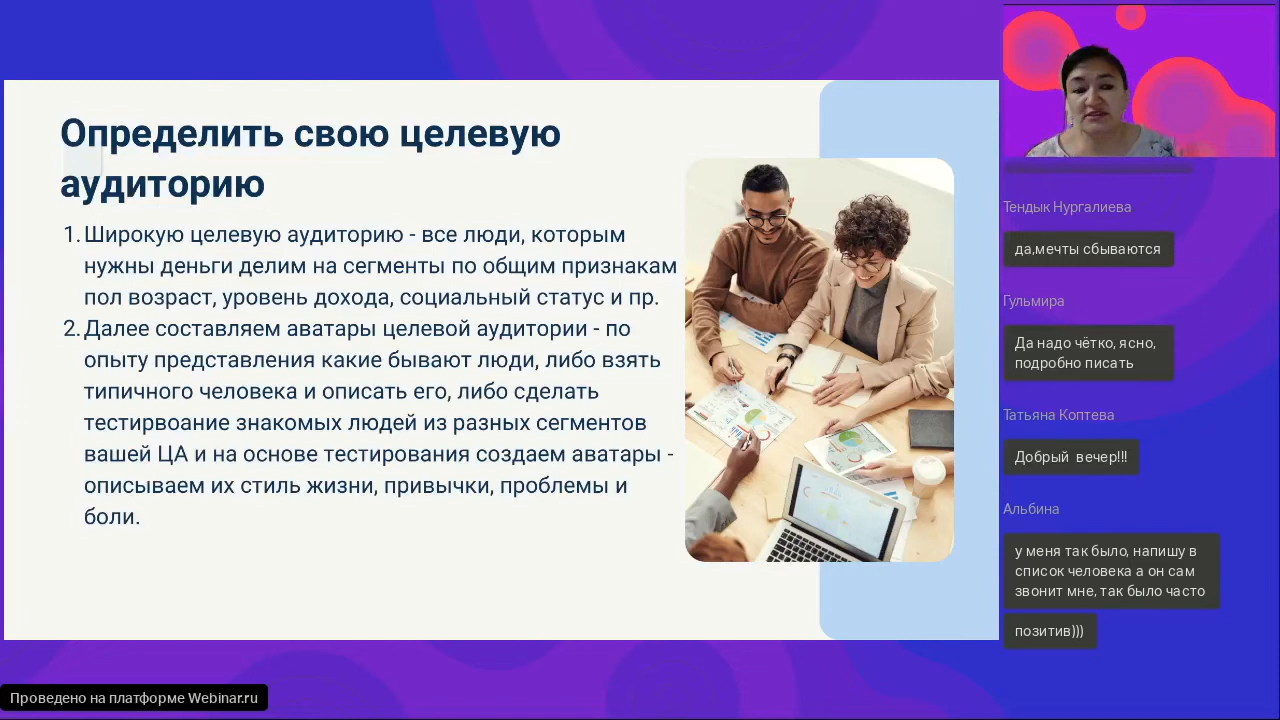 Определить свою целевую
аудиторию
1. Широкую целевую аудиторию - все люди, которым
нужны деньги делим на сегменты по общим признакам
пол возраст, уровень дохода, социальный статус и пр.
2. Далее составляем аватары целевой аудитории - по
опыту представления какие бывают люди, либо взять
типичного человека и описать его, либо сделать
тестирвоание знакомых людей из разных сегментов
вашей ЦА и на основе тестирования создаем аватары -
описываем их стиль жизни, привычки, проблемы и
боли.
Тендык Нургалиева
да,мечты сбываются
Гульмира
Да надо чётко, ясно,
подробно писать
Татьяна Коптева
Добрый вечер!!!
Альбина
у меня так было, напишу в
список человека а он сам
звонит мне, так было часто
позитив)))
Проведено на платформе Webinar.ru